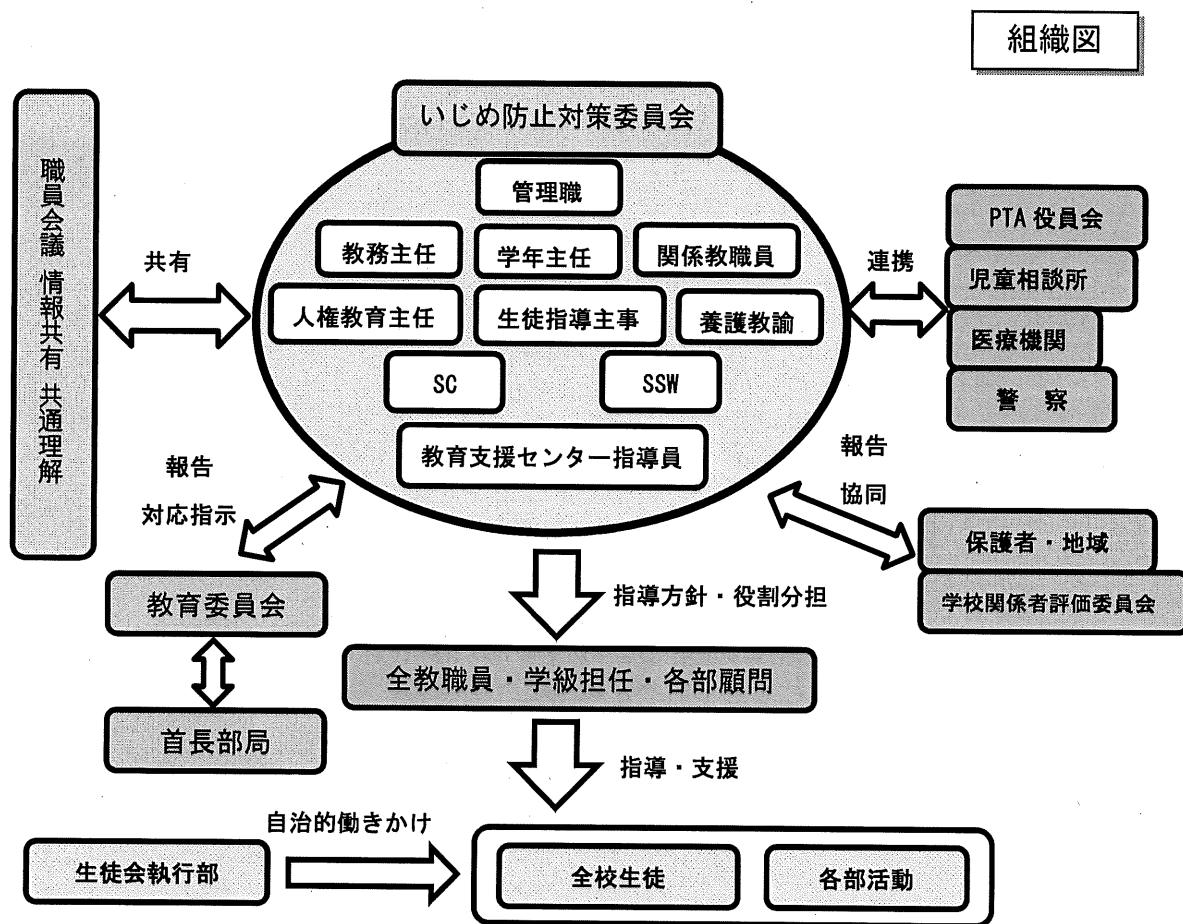 組織図
いじめ防止対策委員会
管理職
教務主任
学年主任
関係教職員
人権教育主任
生徒指導主事
養護教諭
SC
SSW
教育支援センター指導員
職員会議 情報共有 共通理解
共有
連携
PTA 役員会
児童相談所
医療機関
警 察
報告
対応指示
報告
協同
保護者・地域
学校関係者評価委員会
教育委員会
首長部局
指導方針・役割分担
全教職員・学級担任・各部顧問
指導・支援
自治的働きかけ
生徒会執行部
全校生徒
各部活動